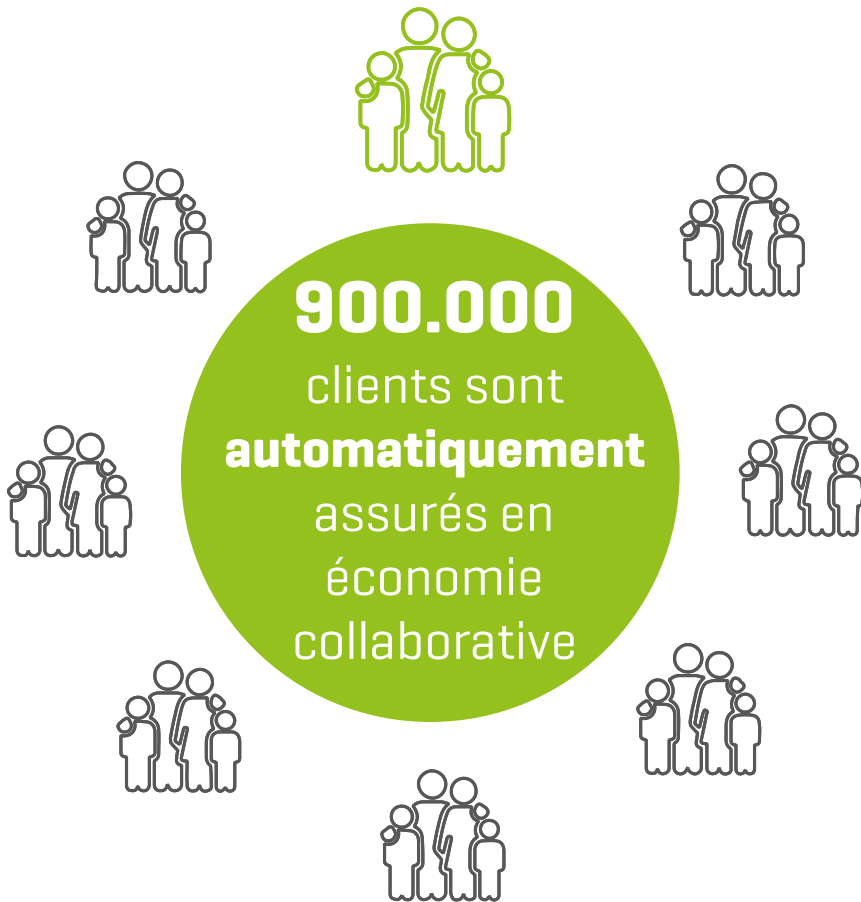 900.000
clients sont
automatiquement
assurés en
économie
collaborative